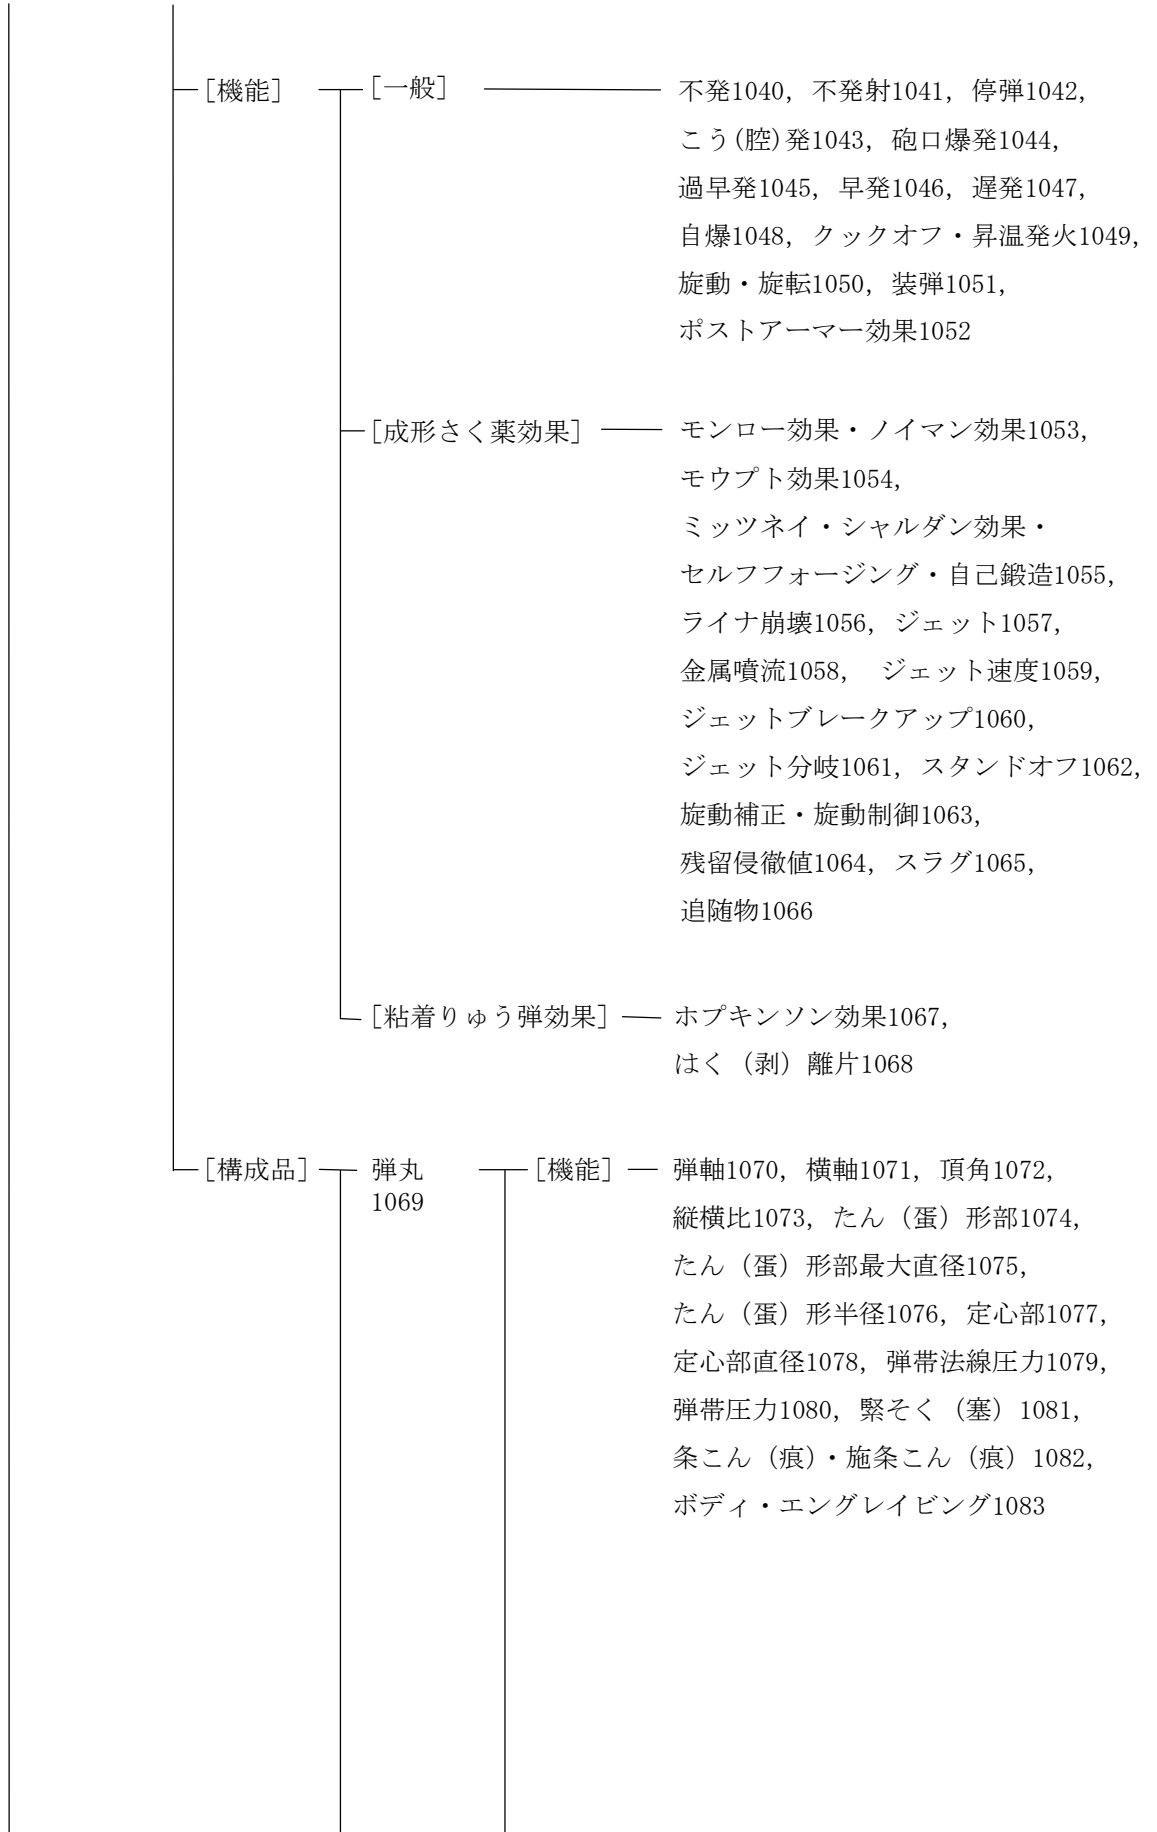 [機能] [一般] 不発1040, 不発射1041, 停弾1042,
こう(腔)発1043, 砲口爆発1044,
過早発1045, 早発1046, 遅発1047,
自爆1048, クックオフ・昇温発火1049,
旋動・旋転1050, 装弾1051,
ポストアーマー効果1052
[成形さく薬効果] モンロー効果・ノイマン効果1053,
モウプト効果1054,
ミッツネイ・シャルダン効果・
セルフフォージング・自己鍛造1055,
ライナ崩壊1056, ジェット1057,
金属噴流1058, ジェット速度1059,
ジェットブレークアップ1060,
ジェット分岐1061, スタンドオフ1062,
旋動補正・旋動制御1063,
残留侵徹値1064, スラグ1065,
追随物1066
[粘着りゅう弾効果] ホプキンソン効果1067,
はく（剥）離片1068
[構成品] 弾丸 [機能] 弾軸1070, 横軸1071, 頂角1072,
1069
縦横比1073, たん（蛋）形部1074,
たん（蛋）形部最大直径1075,
たん（蛋）形半径1076, 定心部1077,
定心部直径1078, 弾帯法線圧力1079,
弾帯圧力1080, 緊そく（塞）1081,
条こん（痕）・施条こん（痕）1082,
ボディ・エングレイビング1083